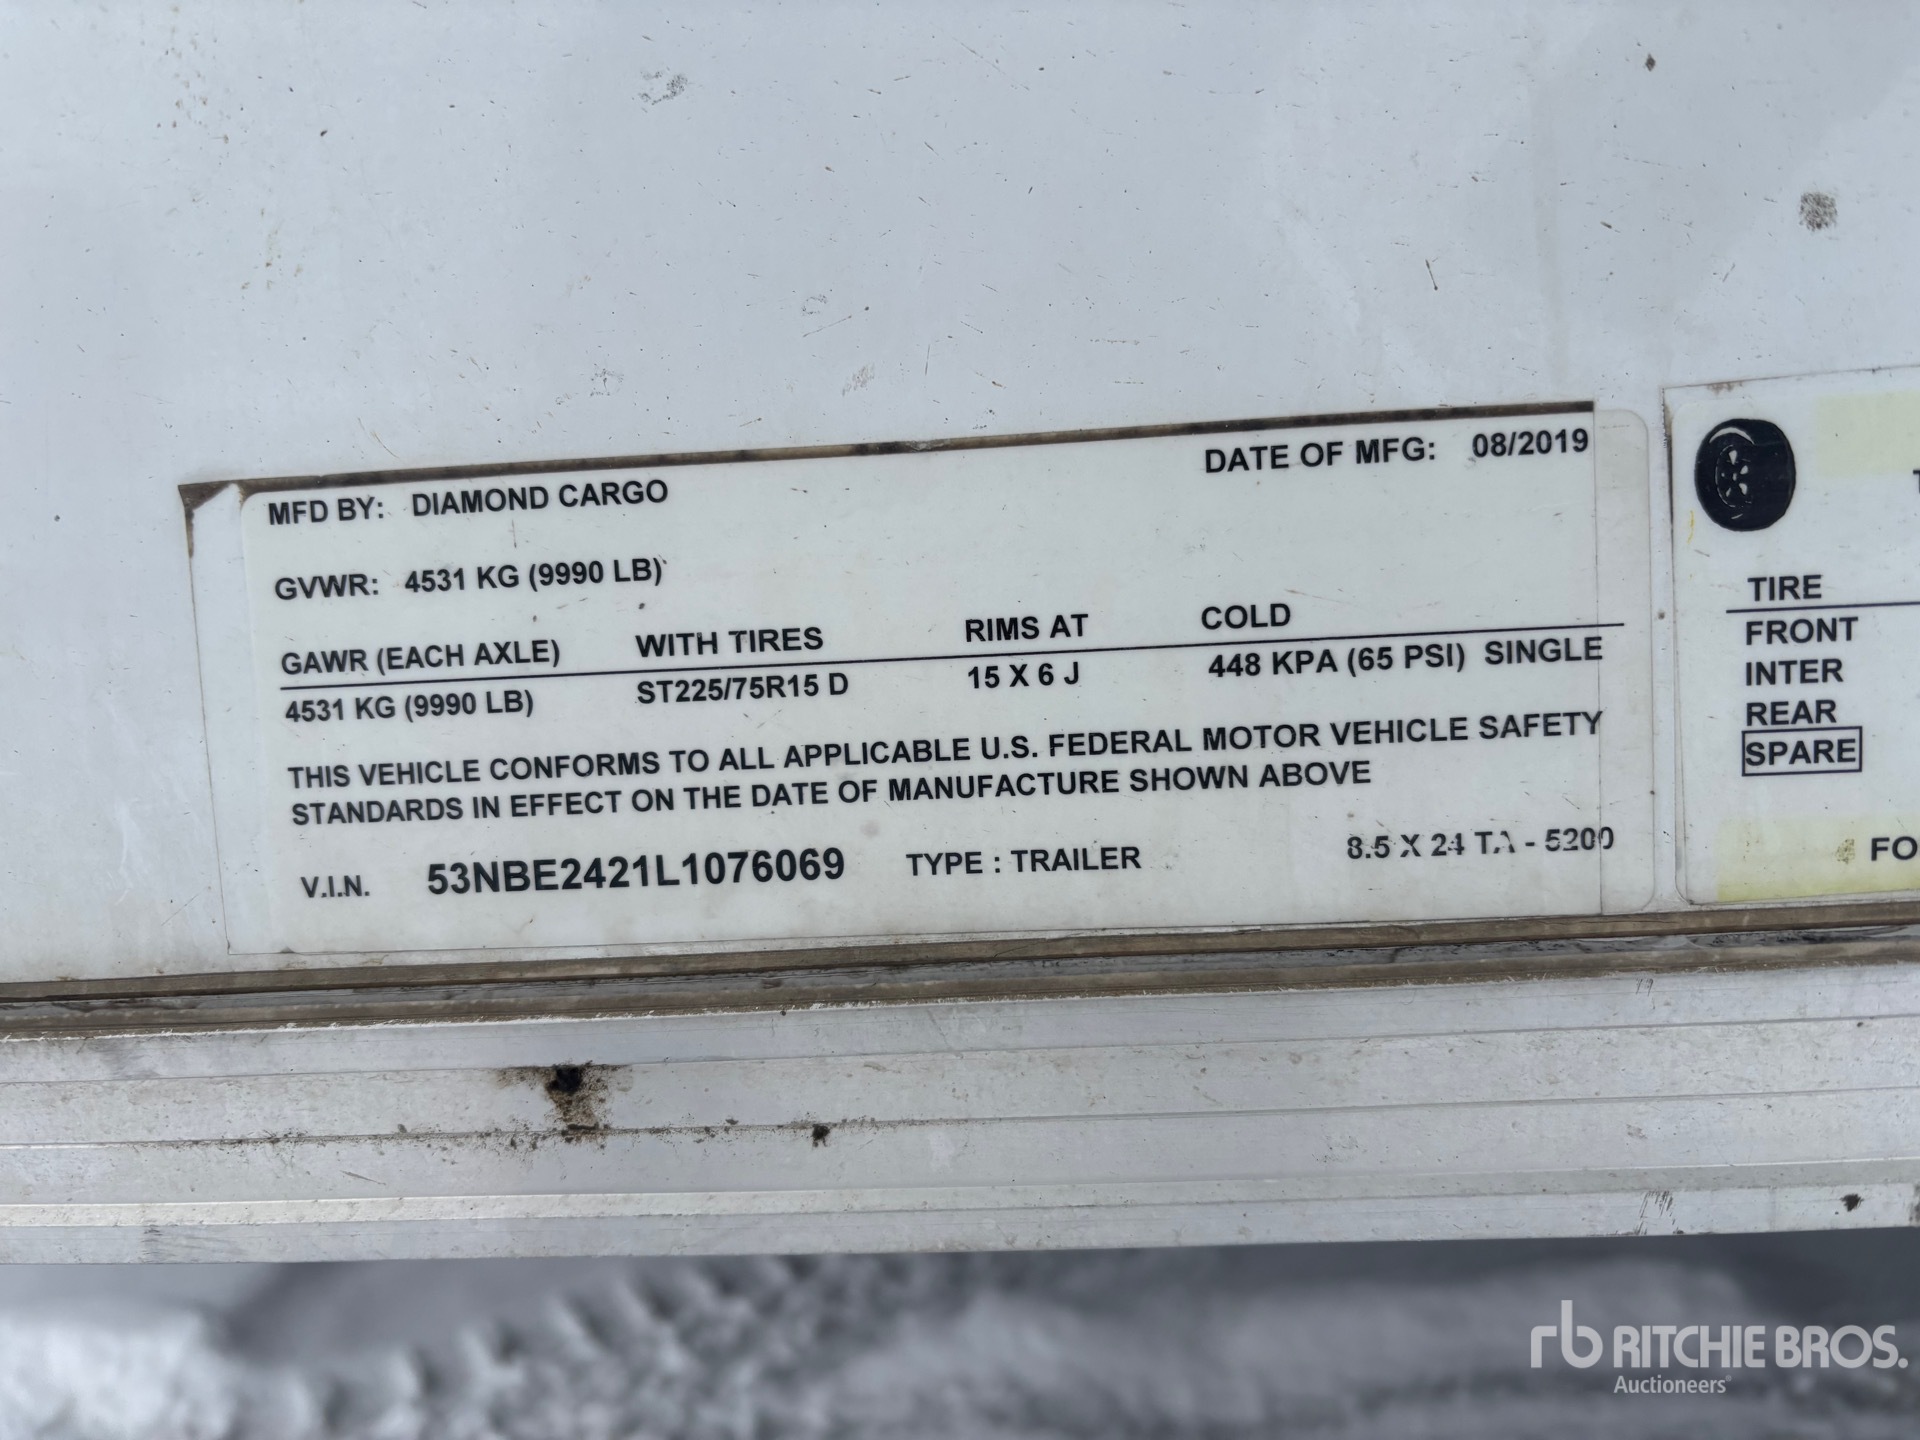 MFD BY: DIAMOND CARGO
DATE OF MFG: 08/2019
GVWR: 4531 KG (9990 LB)
GAWR (EACH AXLE) WITH TIRES RIMS AT COLD
4531 KG (9990 LB) ST225/75R15 D 15 X 6 J 448 KPA (65 PSI) SINGLE
THIS VEHICLE CONFORMS TO ALL APPLICABLE U.S. FEDERAL MOTOR VEHICLE SAFETY
STANDARDS IN EFFECT ON THE DATE OF MANUFACTURE SHOWN ABOVE
V.I.N. 53NBE2421L1076069 TYPE : TRAILER 8.5 X 24 TA - 5200
TIRE
FRONT
INTER
REAR
SPARE
FO
rb RITCHIE BROS.
Auctioneers